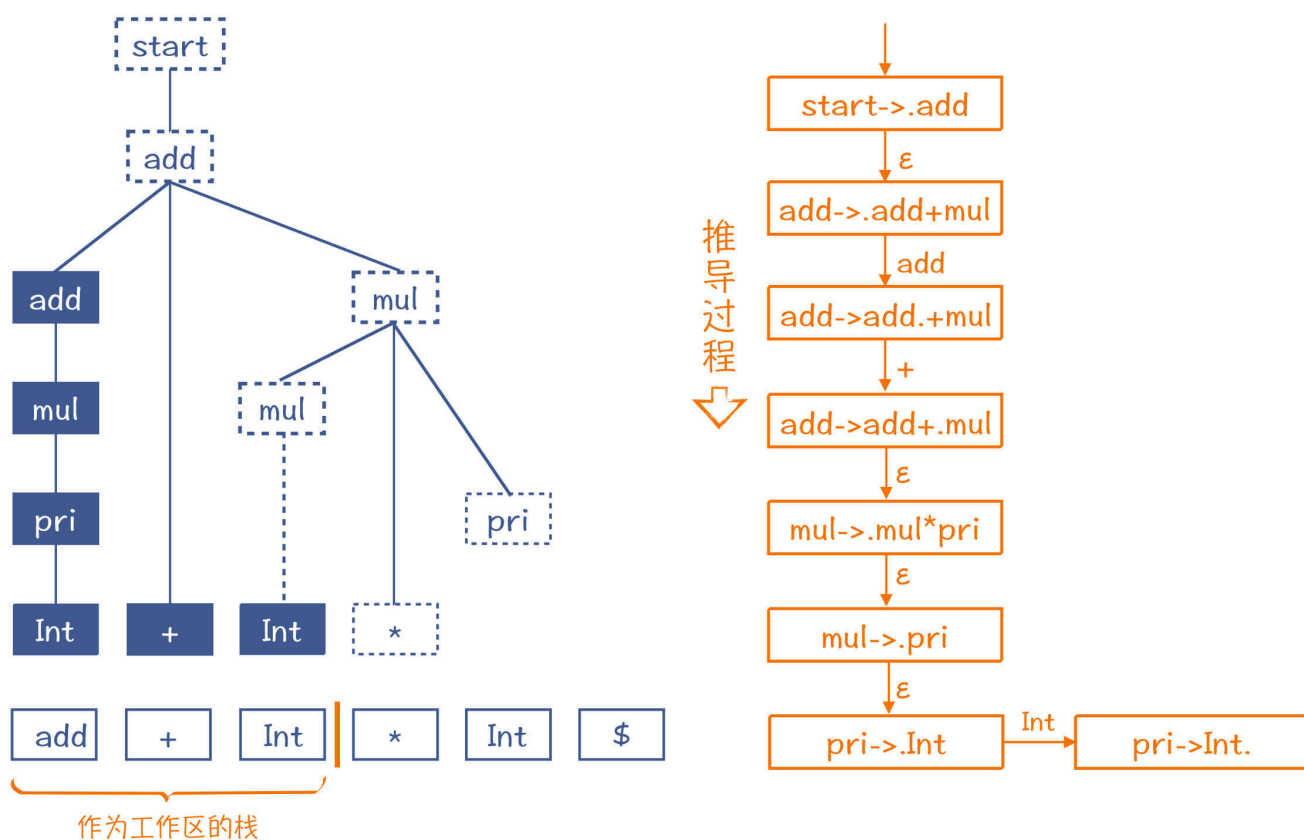 start
add
add
mul
mul
mul
pri
pri
Int
+
Int
*
add
+
Int
*
Int
$
作为工作区的栈
推导过程
start->.add
ε
add->.add+mul
add
add->add.+mul
+
add->add+.mul
ε
mul->.mul*pri
ε
mul->.pri
ε
pri->.Int
Int
pri->Int.